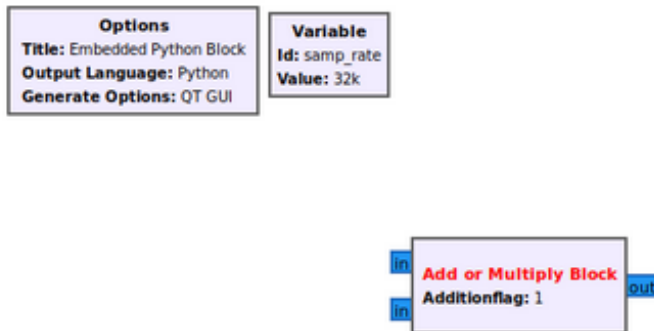 Options
Title: Embedded Python Block
Output Language: Python
Generate Options: QT GUI
Variable
Id: samp_rate
Value: 32k
in
Add or Multiply Block
Additionflag: 1
out
in